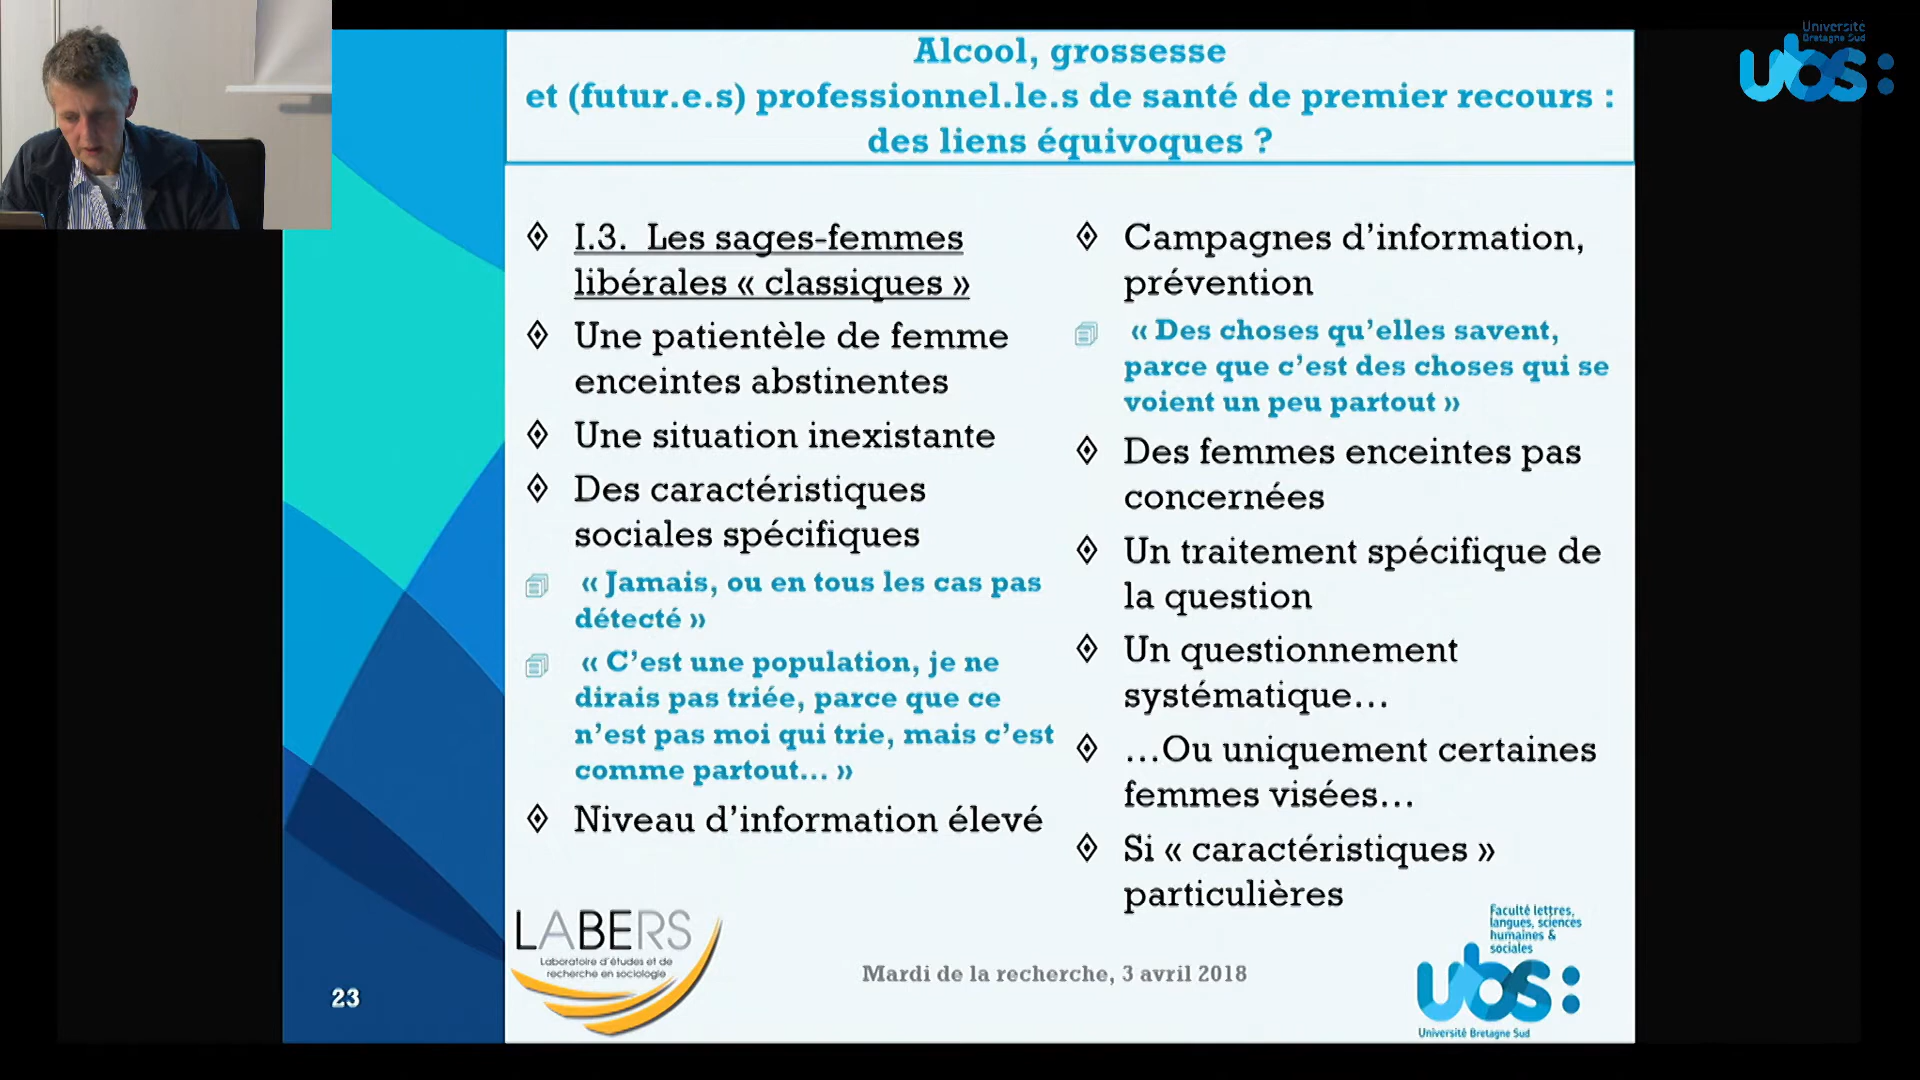 Université
Bretagne Sud
ubs:
Alcool, grossesse
et (futur.e.s) professionnel.le.s de santé de premier recours :
des liens équivoques ?
I.3. Les sages-femmes
libérales « classiques »
Une patientèle de femme
enceintes abstinentes
Une situation inexistante
Des caractéristiques
sociales spécifiques
« Jamais, ou en tous les cas pas
détecté »
« C’est une population, je ne
dirais pas triée, parce que ce
n’est pas moi qui trie, mais c’est
comme partout... »
Niveau d’information élevé
Campagnes d’information,
prévention
« Des choses qu’elles savent,
parce que c’est des choses qui se
voient un peu partout »
Des femmes enceintes pas
concernées
Un traitement spécifique de
la question
Un questionnement
systématique…
…Ou uniquement certaines
femmes visées…
Si « caractéristiques »
particulières
LABERS
Laboratoire d'études et de
recherche en sociologie
Mardi de la recherche, 3 avril 2018
Faculté lettres,
langues, sciences
humaines &
sociales
ubs:
Université Bretagne Sud
23